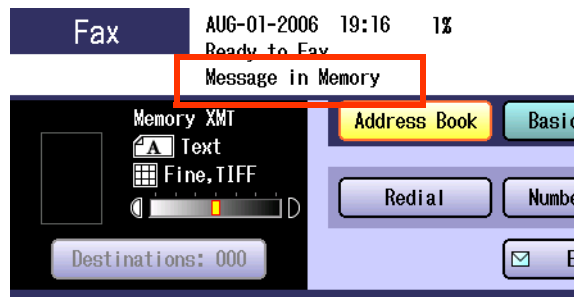 Fax
AUG-01-2006 19:16 1%
Ready to Fax
Message in Memory
Memory XMT
A Text
Fine,TIFF
Destinations: 000
Address Book
Redial